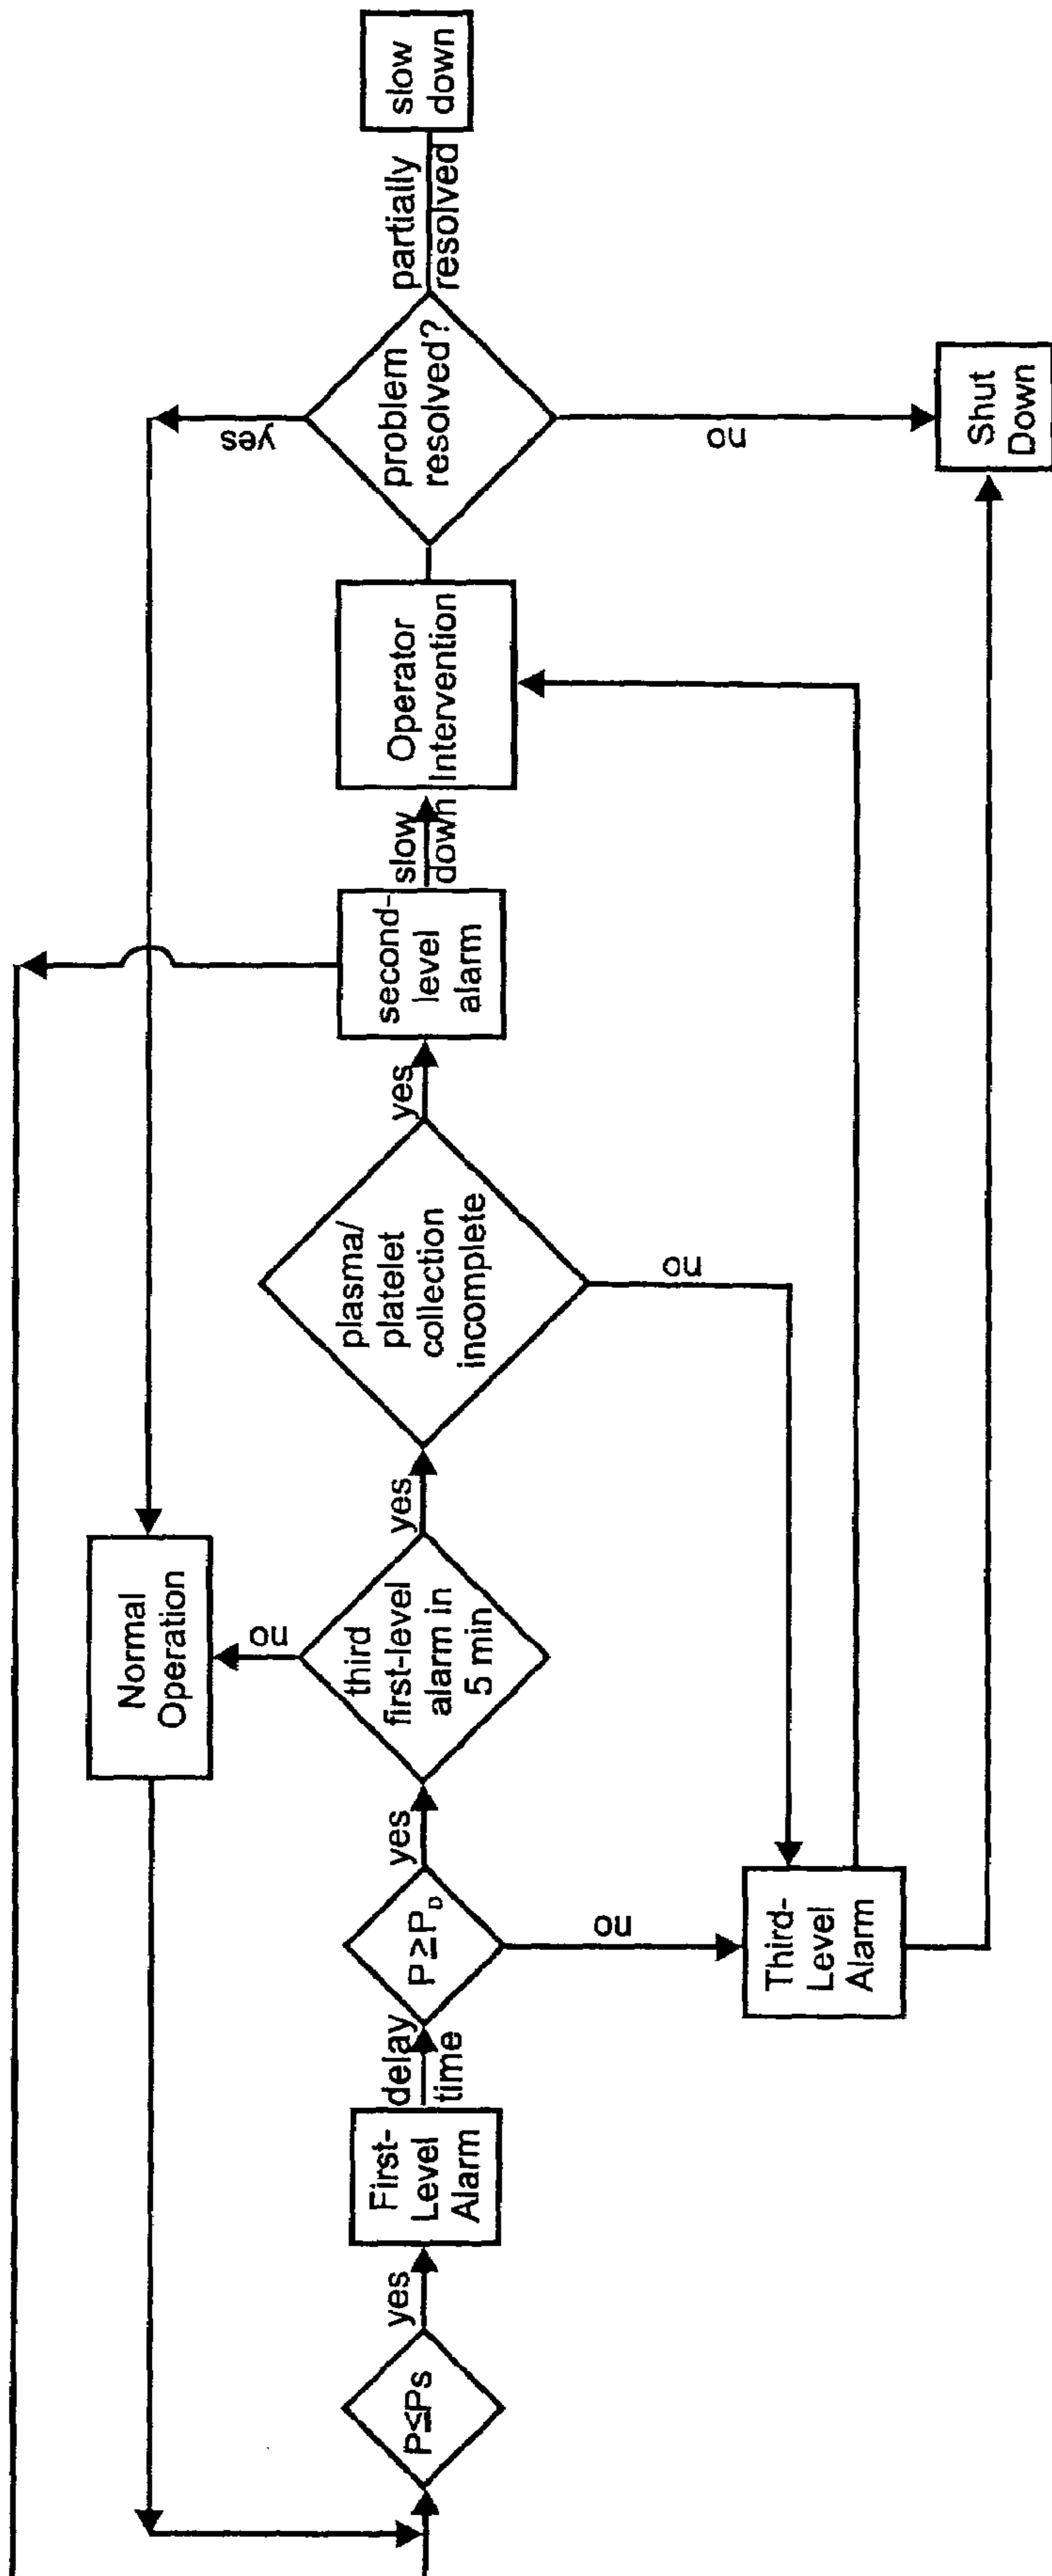 P≤Ps
yes
First-
Level
Alarm
delay
time
P≥P_D
yes
no
Third-
Level
Alarm
third
first-level
alarm in
5 min
no
Normal
Operation
yes
plasma/
platelet
collection
incomplete
no
yes
second-
level
alarm
slow
down
Operator
Intervention
problem
resolved?
yes
no
Shut
Down
partially
resolved
slow
down